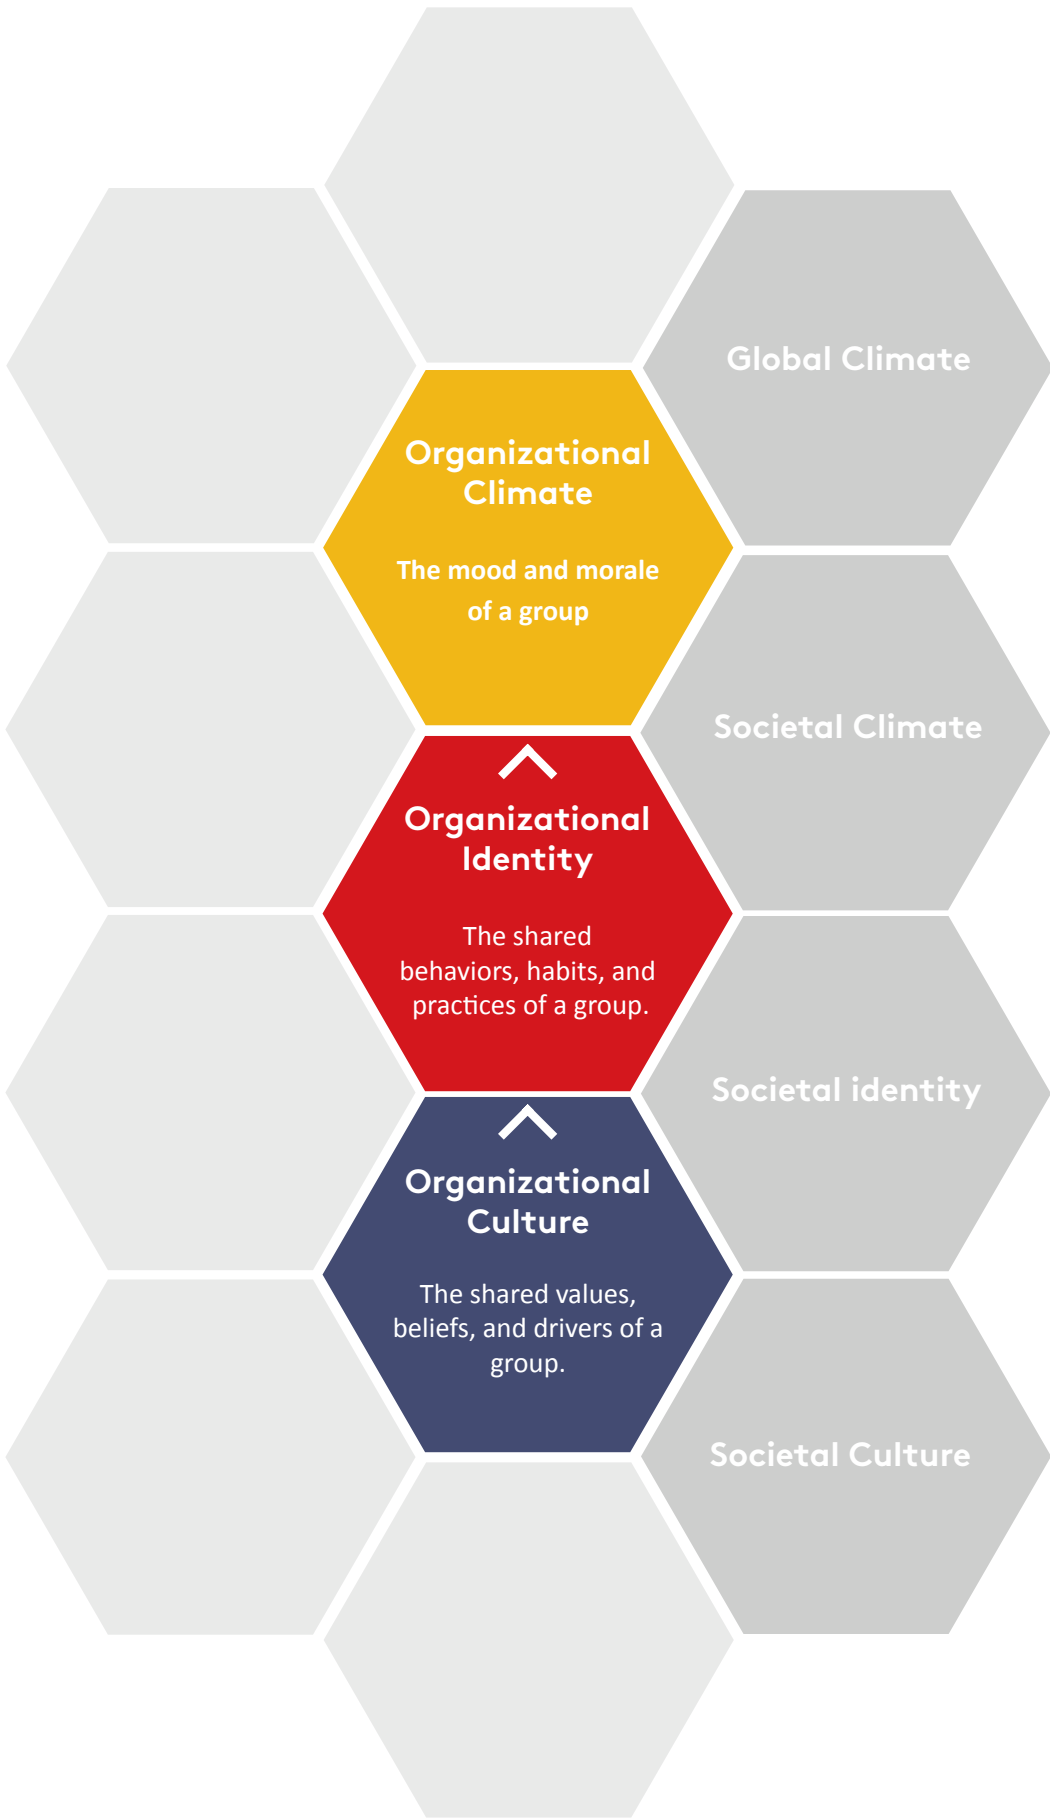 Global Climate
Organizational
Climate
The mood and morale
of a group
Societal Climate
Organizational
Identity
The shared
behaviors, habits, and
practices of a group.
Societal identity
Organizational
Culture
The shared values,
beliefs, and drivers of a
group.
Societal Culture